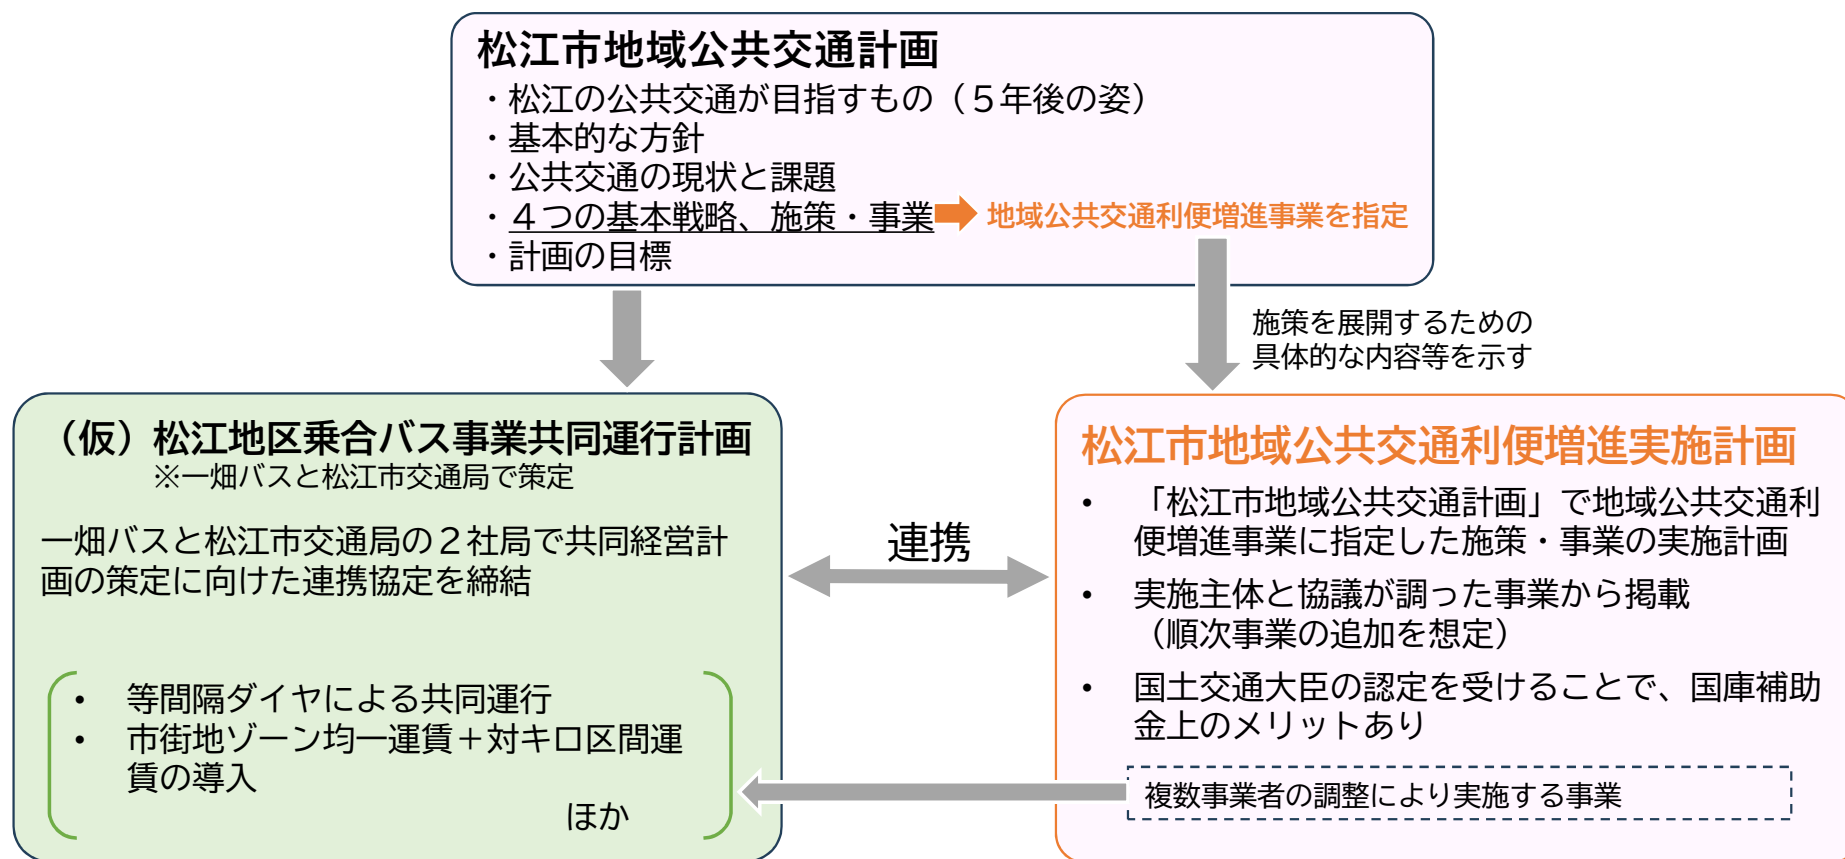 松江市地域公共交通計画
・松江の公共交通が目指すもの（５年後の姿）
・基本的な方針
・公共交通の現状と課題
・４つの基本戦略、施策・事業
地域公共交通利便増進事業を指定
・計画の目標
施策を展開するための
具体的な内容等を示す
（仮）松江地区乗合バス事業共同運行計画
※一畑バスと松江市交通局で策定
一畑バスと松江市交通局の２社局で共同経営計
画の策定に向けた連携協定を締結
• 等間隔ダイヤによる共同運行
• 市街地ゾーン均一運賃＋対キロ区間運
賃の導入
ほか
連携
松江市地域公共交通利便増進実施計画
• 「松江市地域公共交通計画」で地域公共交通利
便増進事業に指定した施策・事業の実施計画
• 実施主体と協議が調った事業から掲載
（順次事業の追加を想定）
• 国土交通大臣の認定を受けることで、国庫補助
金上のメリットあり
複数事業者の調整により実施する事業